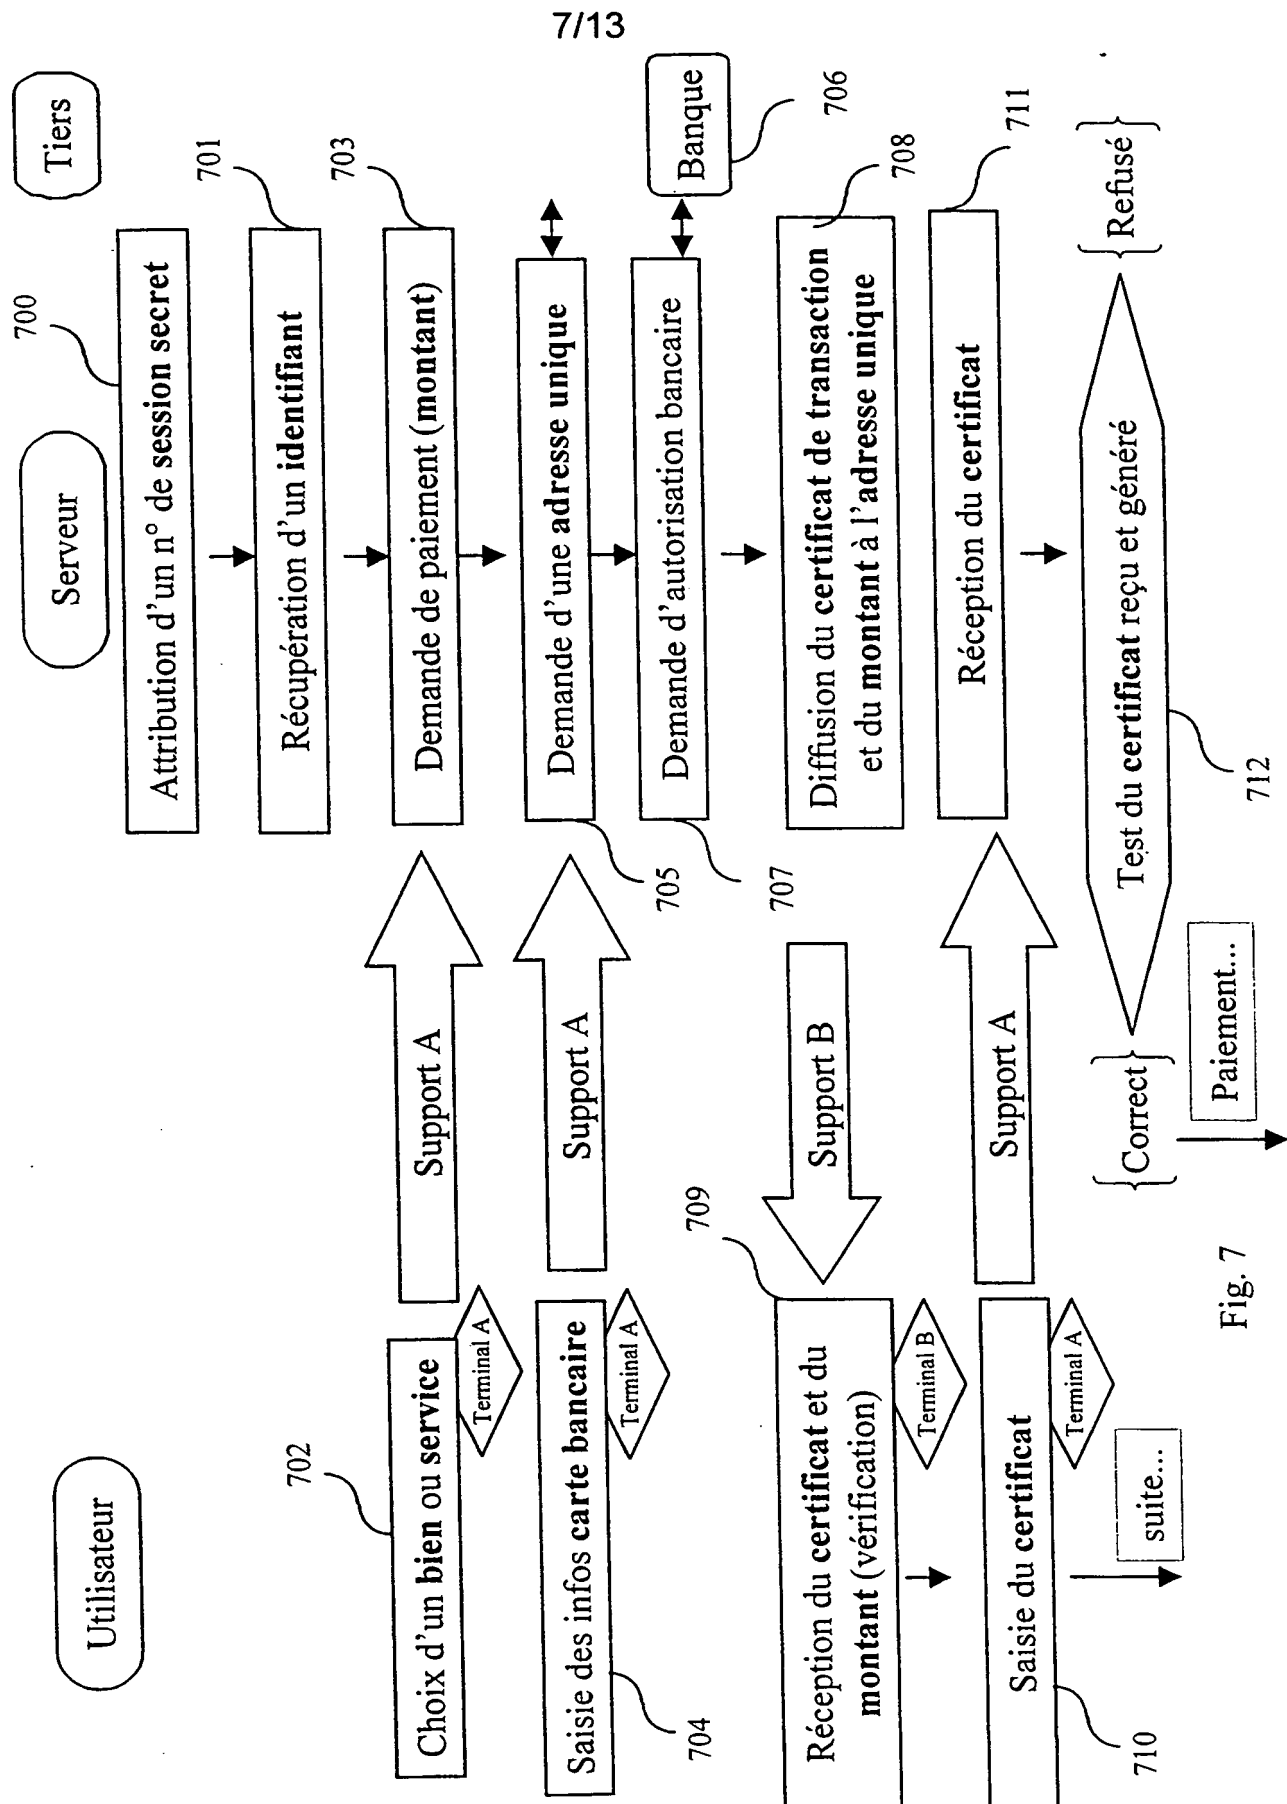 7/13
Utilisateur
Serveur
Tiers
700
Attribution d'un n° de session secret
701
Récupération d'un identifiant
702
Choix d'un bien ou service
Terminal A
Support A
703
Demande de paiement (montant)
704
Saisie des infos carte bancaire
Terminal A
Support A
705
Demande d'une adresse unique
706
Banque
707
Demande d'autorisation bancaire
708
Diffusion du certificat de transaction
et du montant à l'adresse unique
Support B
709
Réception du certificat et du
montant (vérification)
Terminal B
710
Saisie du certificat
Terminal A
Support A
711
Réception du certificat
712
Test du certificat reçu et généré
{Correct}
{Refusé}
suite...
Paiement...
Fig. 7